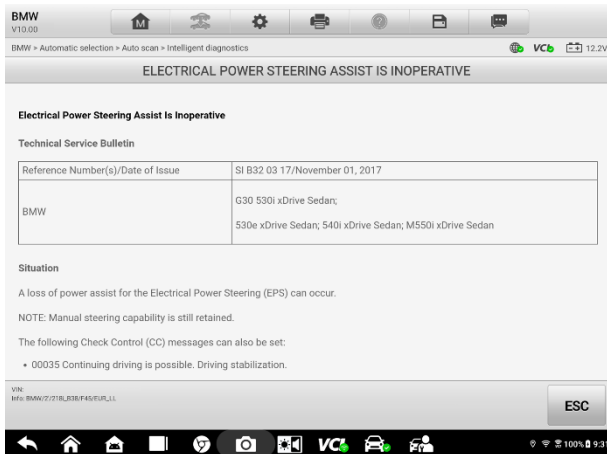 BMW
V10.00
M
?
BMW > Automatic selection > Auto scan > Intelligent diagnostics
VCI
12.2V
ELECTRICAL POWER STEERING ASSIST IS INOPERATIVE
Electrical Power Steering Assist Is Inoperative
Technical Service Bulletin
Reference Number(s)/Date of Issue SI B32 03 17/November 01, 2017
BMW
G30 530i xDrive Sedan;
530e xDrive Sedan; 540i xDrive Sedan; M550i xDrive Sedan
Situation
A loss of power assist for the Electrical Power Steering (EPS) can occur.
NOTE: Manual steering capability is still retained.
The following Check Control (CC) messages can also be set:
• 00035 Continuing driving is possible. Driving stabilization.
VIN:
ESC
VCI
100%
9:31